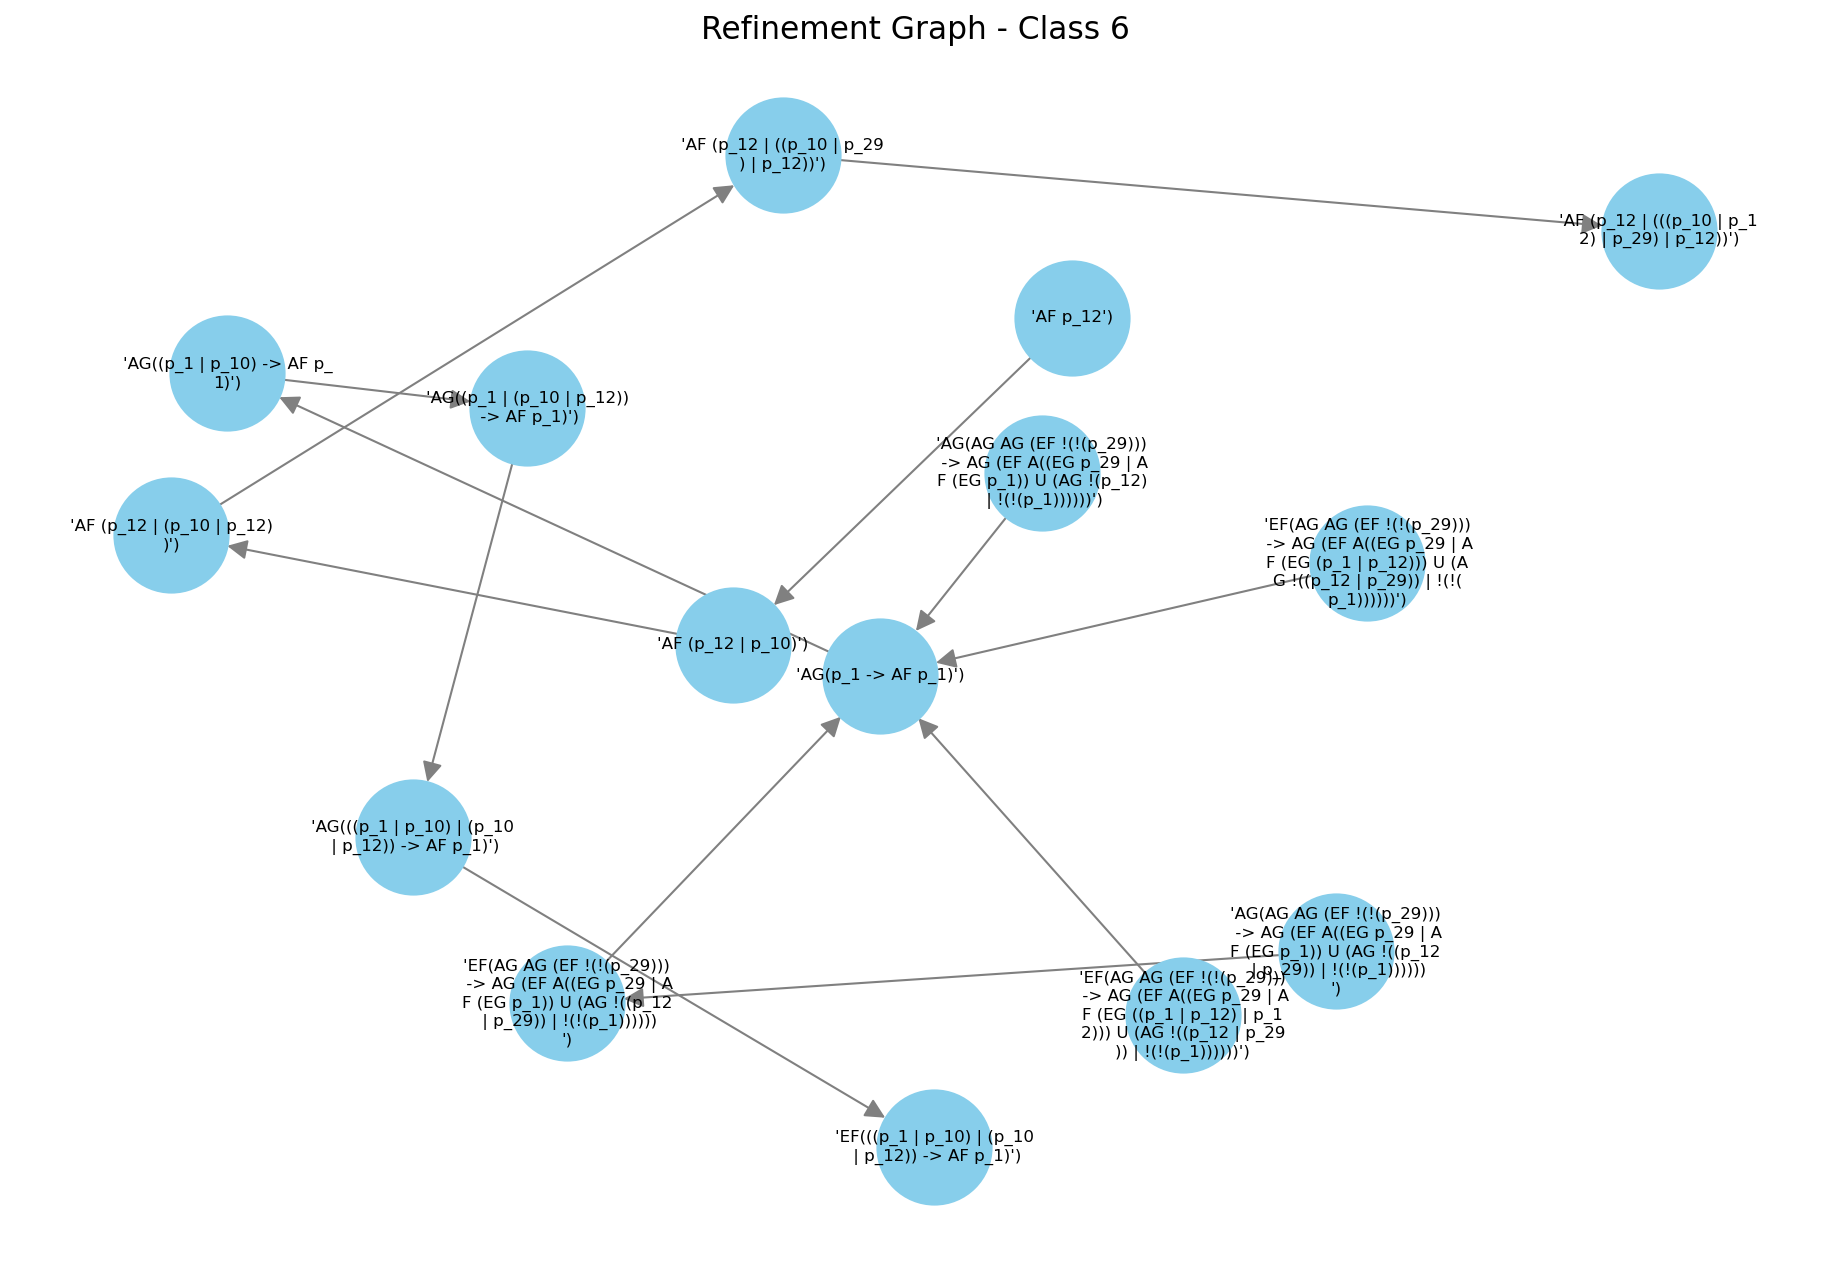 Refinement Graph - Class 6
'AF (p_12 | ((p_10 | p_29
) | p_12))')
'AF (p_12 | (((p_10 | p_1
2) | p_29) | p_12))')
'AF p_12')
'AG((p_1 | p_10) -> AF p_
1)')
'AG((p_1 | (p_10 | p_12))
-> AF p_1)')
'AG(AG AG (EF !(!(p_29)))
-> AG (EF A((EG p_29 | A
F (EG p_1)) U (AG !(p_12)
| !(!(p_1))))))')
'AF (p_12 | (p_10 | p_12)
)')
'EF(AG AG (EF !(!(p_29)))
-> AG (EF A((EG p_29 | A
F (EG (p_1 | p_12))) U (A
G !((p_12 | p_29)) | !(!(
p_1))))))')
'AF (p_12 | p_10)')
'AG(p_1 -> AF p_1)')
'AG(((p_1 | p_10) | (p_10
| p_12)) -> AF p_1)')
'AG(AG AG (EF !(!(p_29)))
-> AG (EF A((EG p_29 | A
F (EG p_1)) U (AG !((p_12
| p_29)) | !(!(p_1))))))
')
'EF(AG AG (EF !(!(p_29)))
-> AG (EF A((EG p_29 | A
F (EG p_1)) U (AG !((p_12
| p_29)) | !(!(p_1))))))
')
'EF(AG AG (EF !(!(p_29)))
-> AG (EF A((EG p_29 | A
F (EG ((p_1 | p_12) | p_1
2))) U (AG !((p_12 | p_29
)) | !(!(p_1))))))')
'EF(((p_1 | p_10) | (p_10
| p_12)) -> AF p_1)')